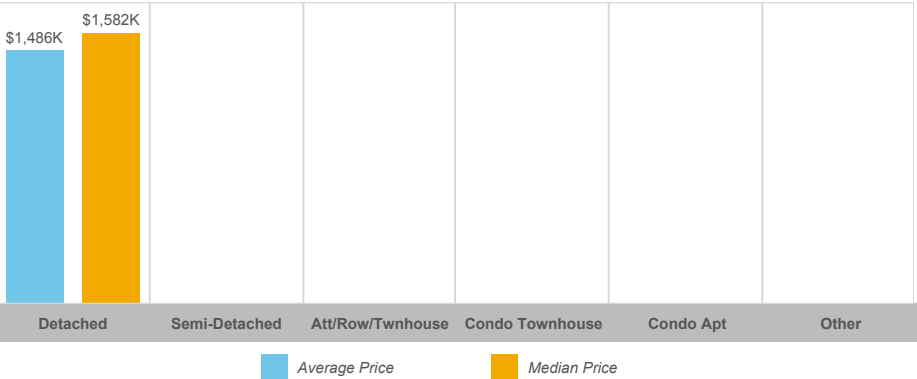 $1,582K
$1,486K
Detached Semi-Detached Att/Row/Twnhouse Condo Townhouse Condo Apt Other
Average Price Median Price